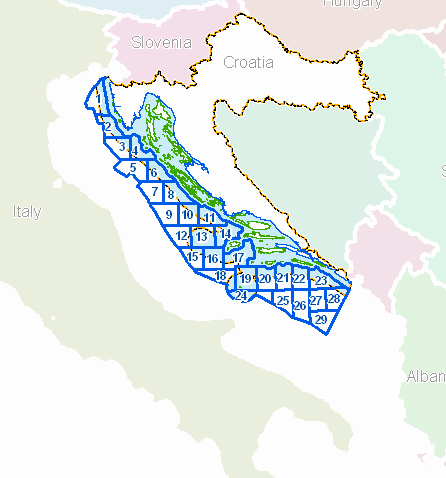 Hungary
Slovenia
Croatia
1
2
3 4
5 6
7 8
Italy
9 10 11
12 13 14
15 16 17
18 19 20 21 22 23
24 25 26 27 28
29
Alban
S